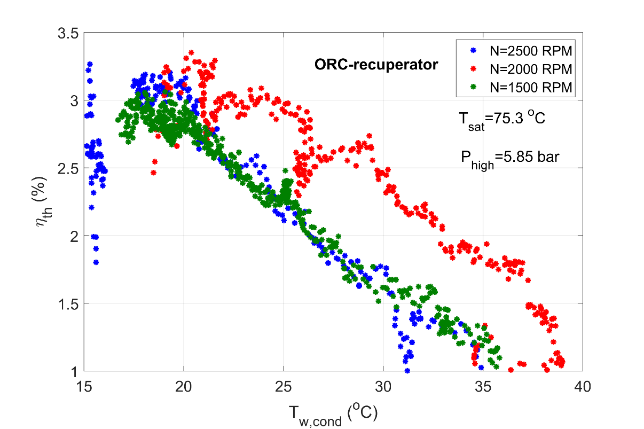 3.5
3
2.5
2
1.5
1
η_th (%)
15
20
25
30
35
40
T_w,cond (°C)
ORC-recuperator
N=2500 RPM
N=2000 RPM
N=1500 RPM
T_sat=75.3 °C
P_high=5.85 bar